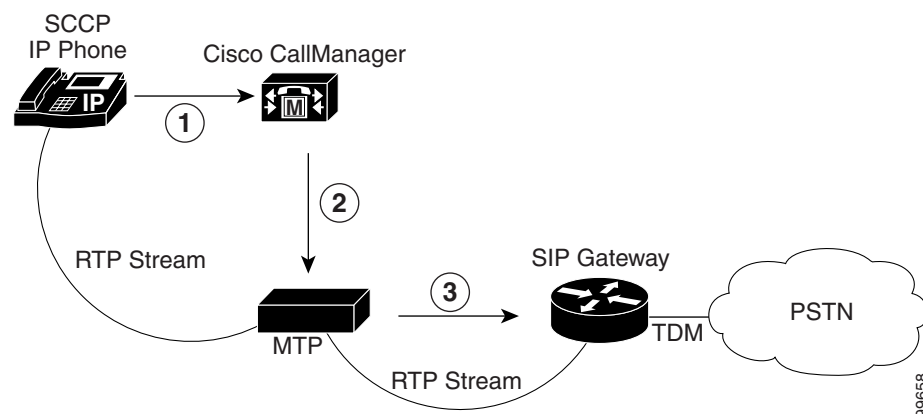 SCCP
IP Phone
Cisco CallManager
IP
M
1
2
RTP Stream
SIP Gateway
3
MTP
TDM
PSTN
RTP Stream